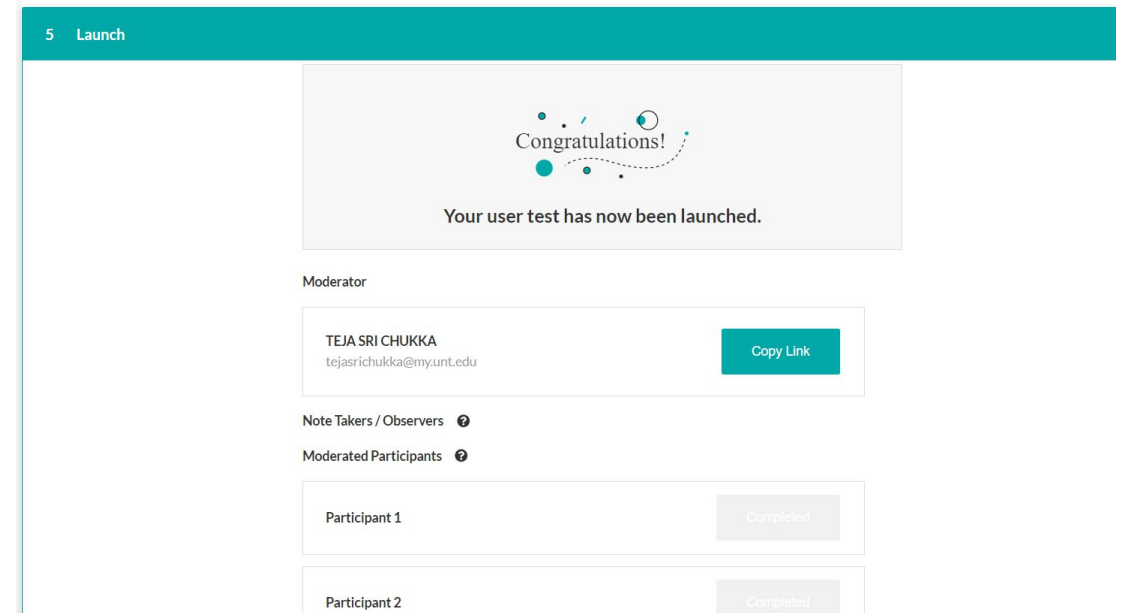 5 Launch
Congratulations!
Your user test has now been launched.
Moderator
TEJA SRI CHUKKA
tejasrichukka@my.unt.edu
Copy Link
Note Takers / Observers ?
Moderated Participants ?
Participant 1
Completed
Participant 2
Completed